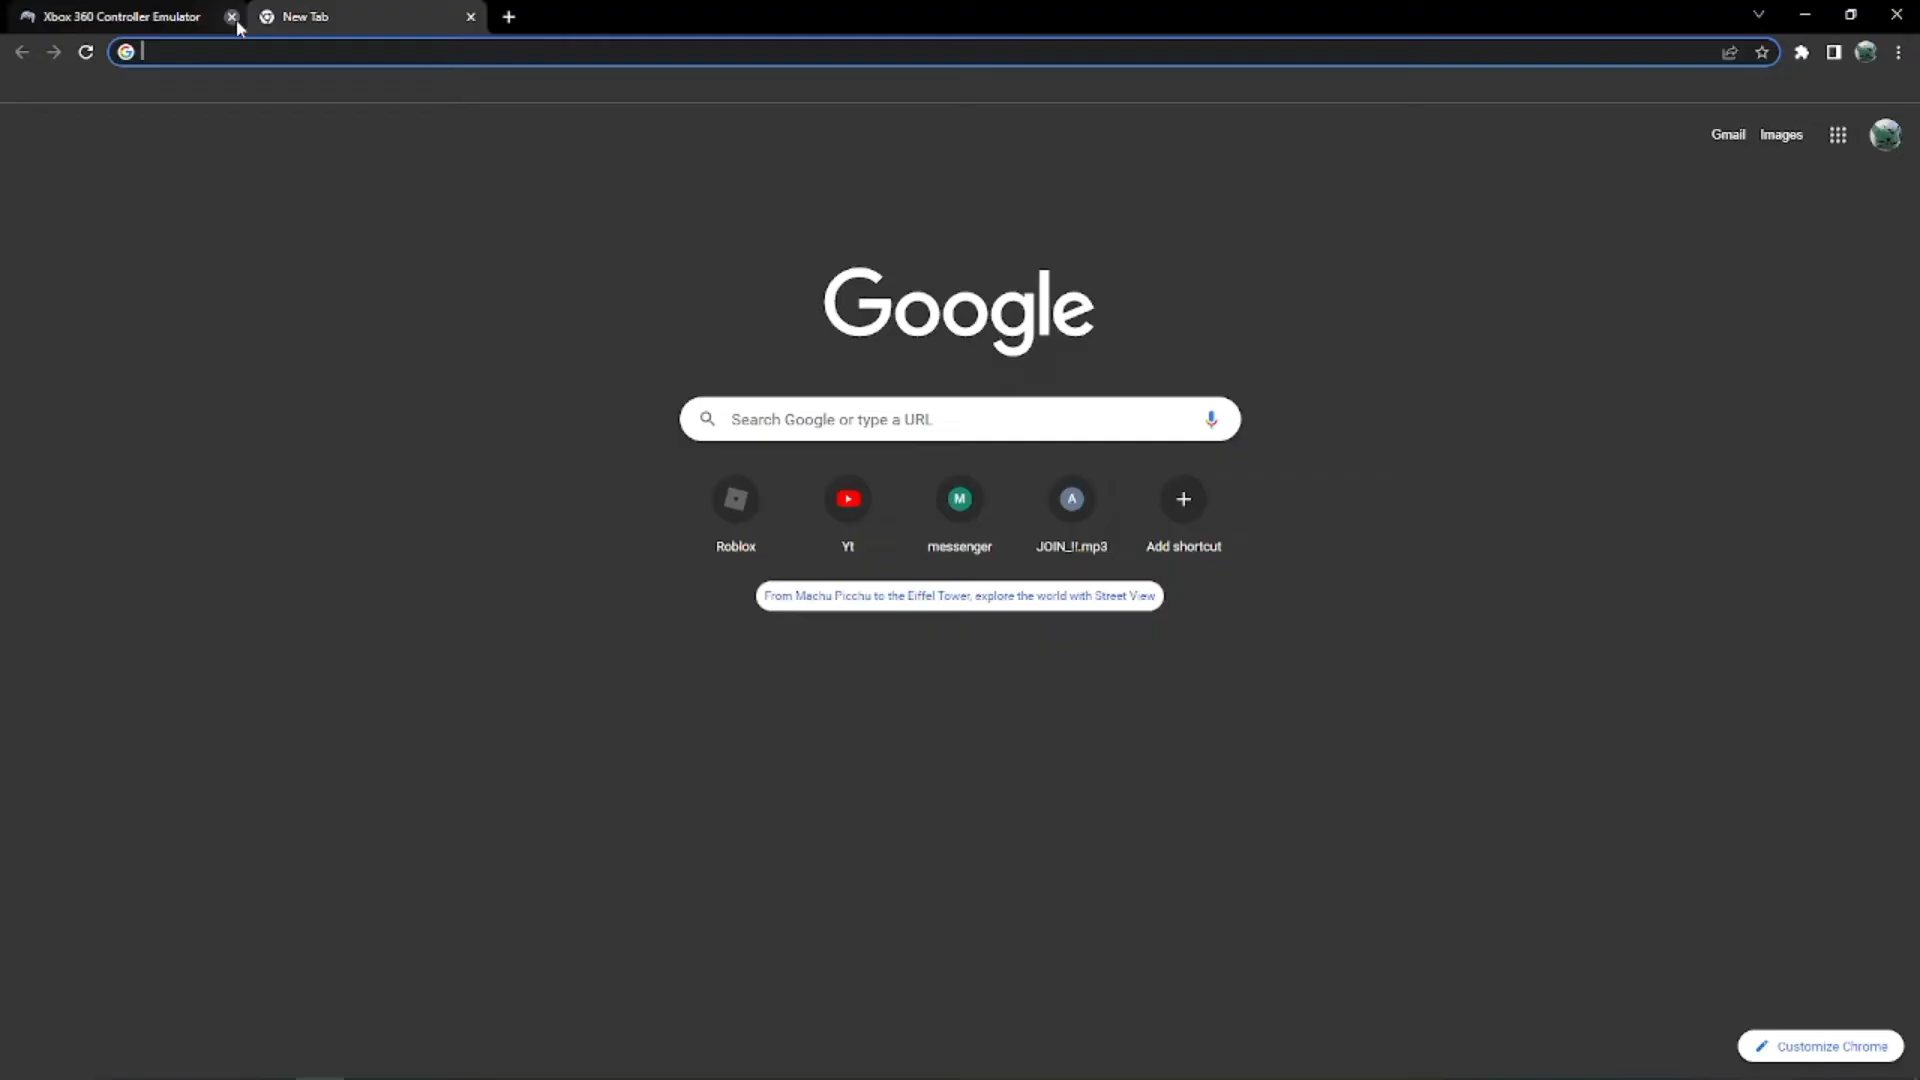 Xbox 360 Controller Emulator
New Tab
Gmail Images
Google
Search Google or type a URL
M A
Roblox Yt messenger JOIN_!!.mp3 Add shortcut
From Machu Picchu to the Eiffel Tower, explore the world with Street View
Customize Chrome